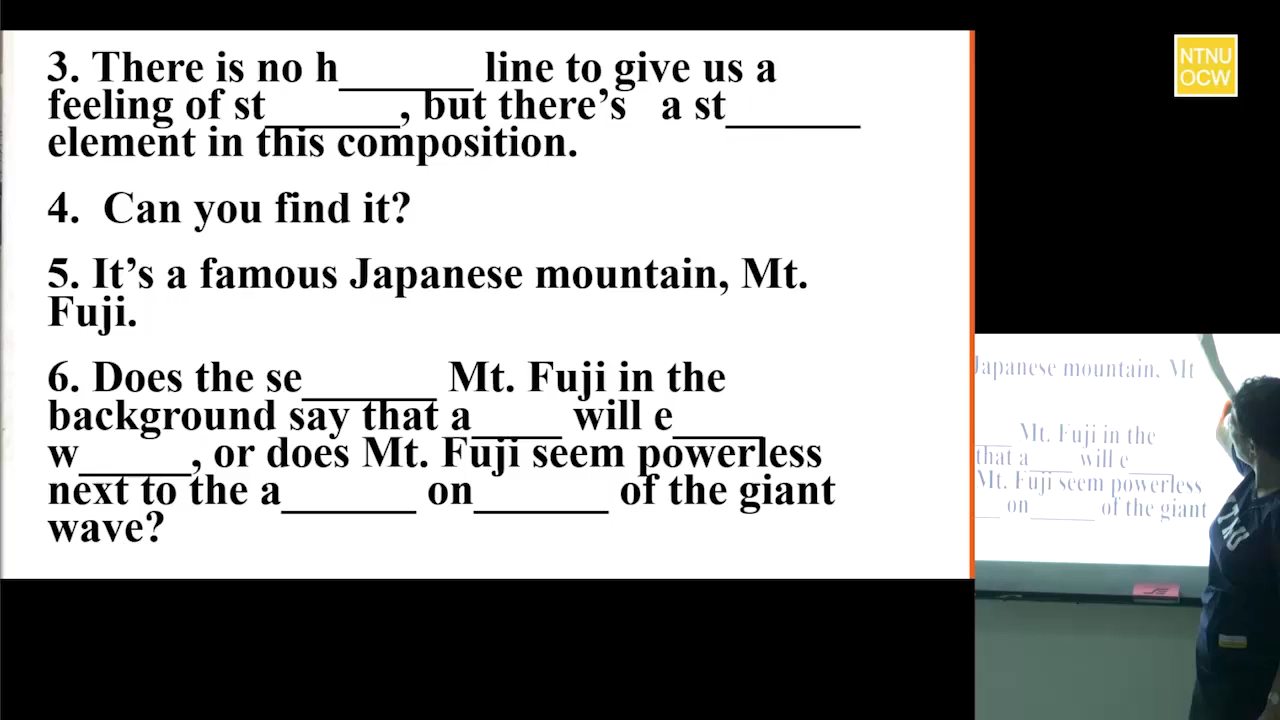 3. There is no h______ line to give us a
feeling of st______, but there’s a st______
element in this composition.
4. Can you find it?
5. It’s a famous Japanese mountain, Mt.
Fuji.
6. Does the se______ Mt. Fuji in the
background say that a____ will e____
w_____, or does Mt. Fuji seem powerless
next to the a______ on______ of the giant
wave?
NTNU
OCW
Japanese mountain, Mt
____ Mt. Fuji in the
that a____ will e____
Mt. Fuji seem powerless
___ on______ of the giant